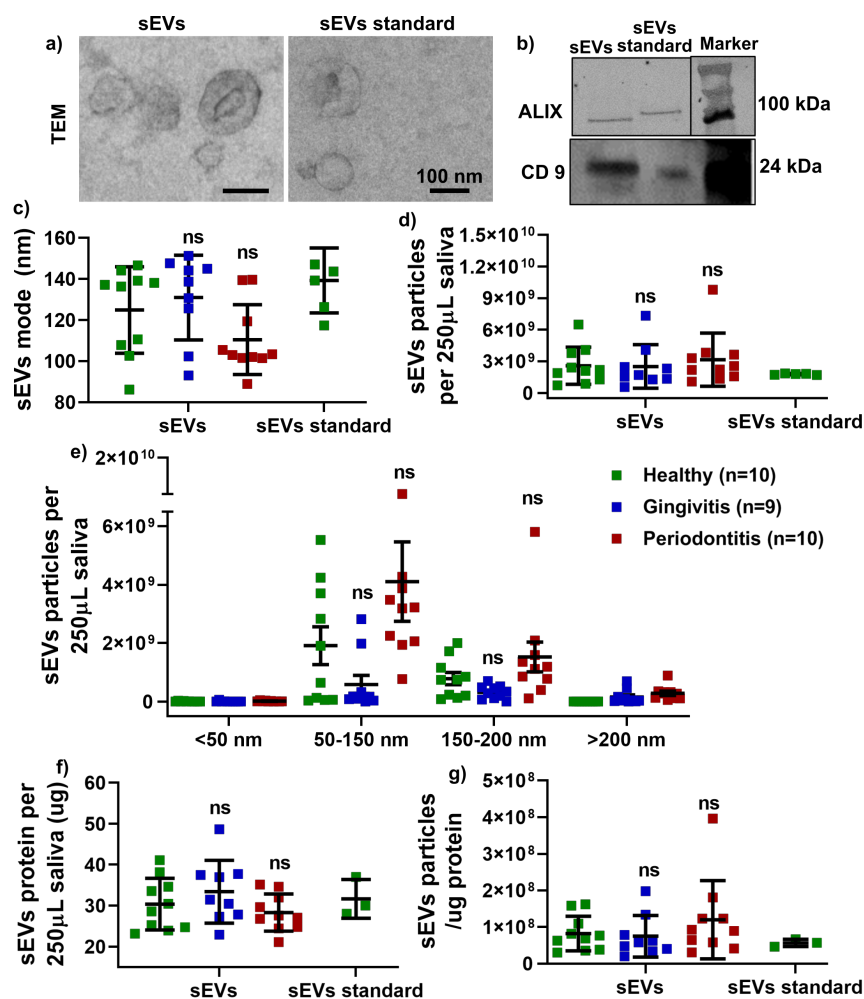 sEVs
sEVs standard
a)
TEM
100 nm
b)
sEVs
sEVs
standard
Marker
ALIX
100 kDa
CD 9
24 kDa
c)
sEVs mode (nm)
160
140
120
100
80
ns
ns
sEVs
sEVs standard
d)
sEVs particles
per 250μL saliva
1.5×10¹⁰
1.2×10¹⁰
9×10⁹
6×10⁹
3×10⁹
0
ns
ns
sEVs
sEVs standard
e)
sEVs particles per
250μL saliva
2×10¹⁰
6×10⁹
4×10⁹
2×10⁹
0
ns
ns
ns
ns
<50 nm
50-150 nm
150-200 nm
>200 nm
Healthy (n=10)
Gingivitis (n=9)
Periodontitis (n=10)
f)
sEVs protein per
250μL saliva (ug)
60
50
40
30
20
ns
ns
sEVs
sEVs standard
g)
sEVs particles
/ug protein
5×10⁸
4×10⁸
3×10⁸
2×10⁸
1×10⁸
0
ns
ns
sEVs
sEVs standard